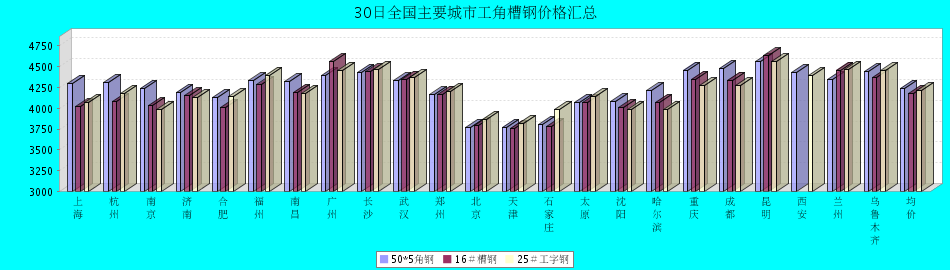 30日全国主要城市工角槽钢价格汇总
4750
4500
4250
4000
3750
3500
3250
3000
上海
杭州
南京
济南
合肥
福州
南昌
广州
长沙
武汉
郑州
北京
天津
石家庄
太原
沈阳
哈尔滨
重庆
成都
昆明
西安
兰州
乌鲁木齐
均价
50*5角钢
16#槽钢
25#工字钢